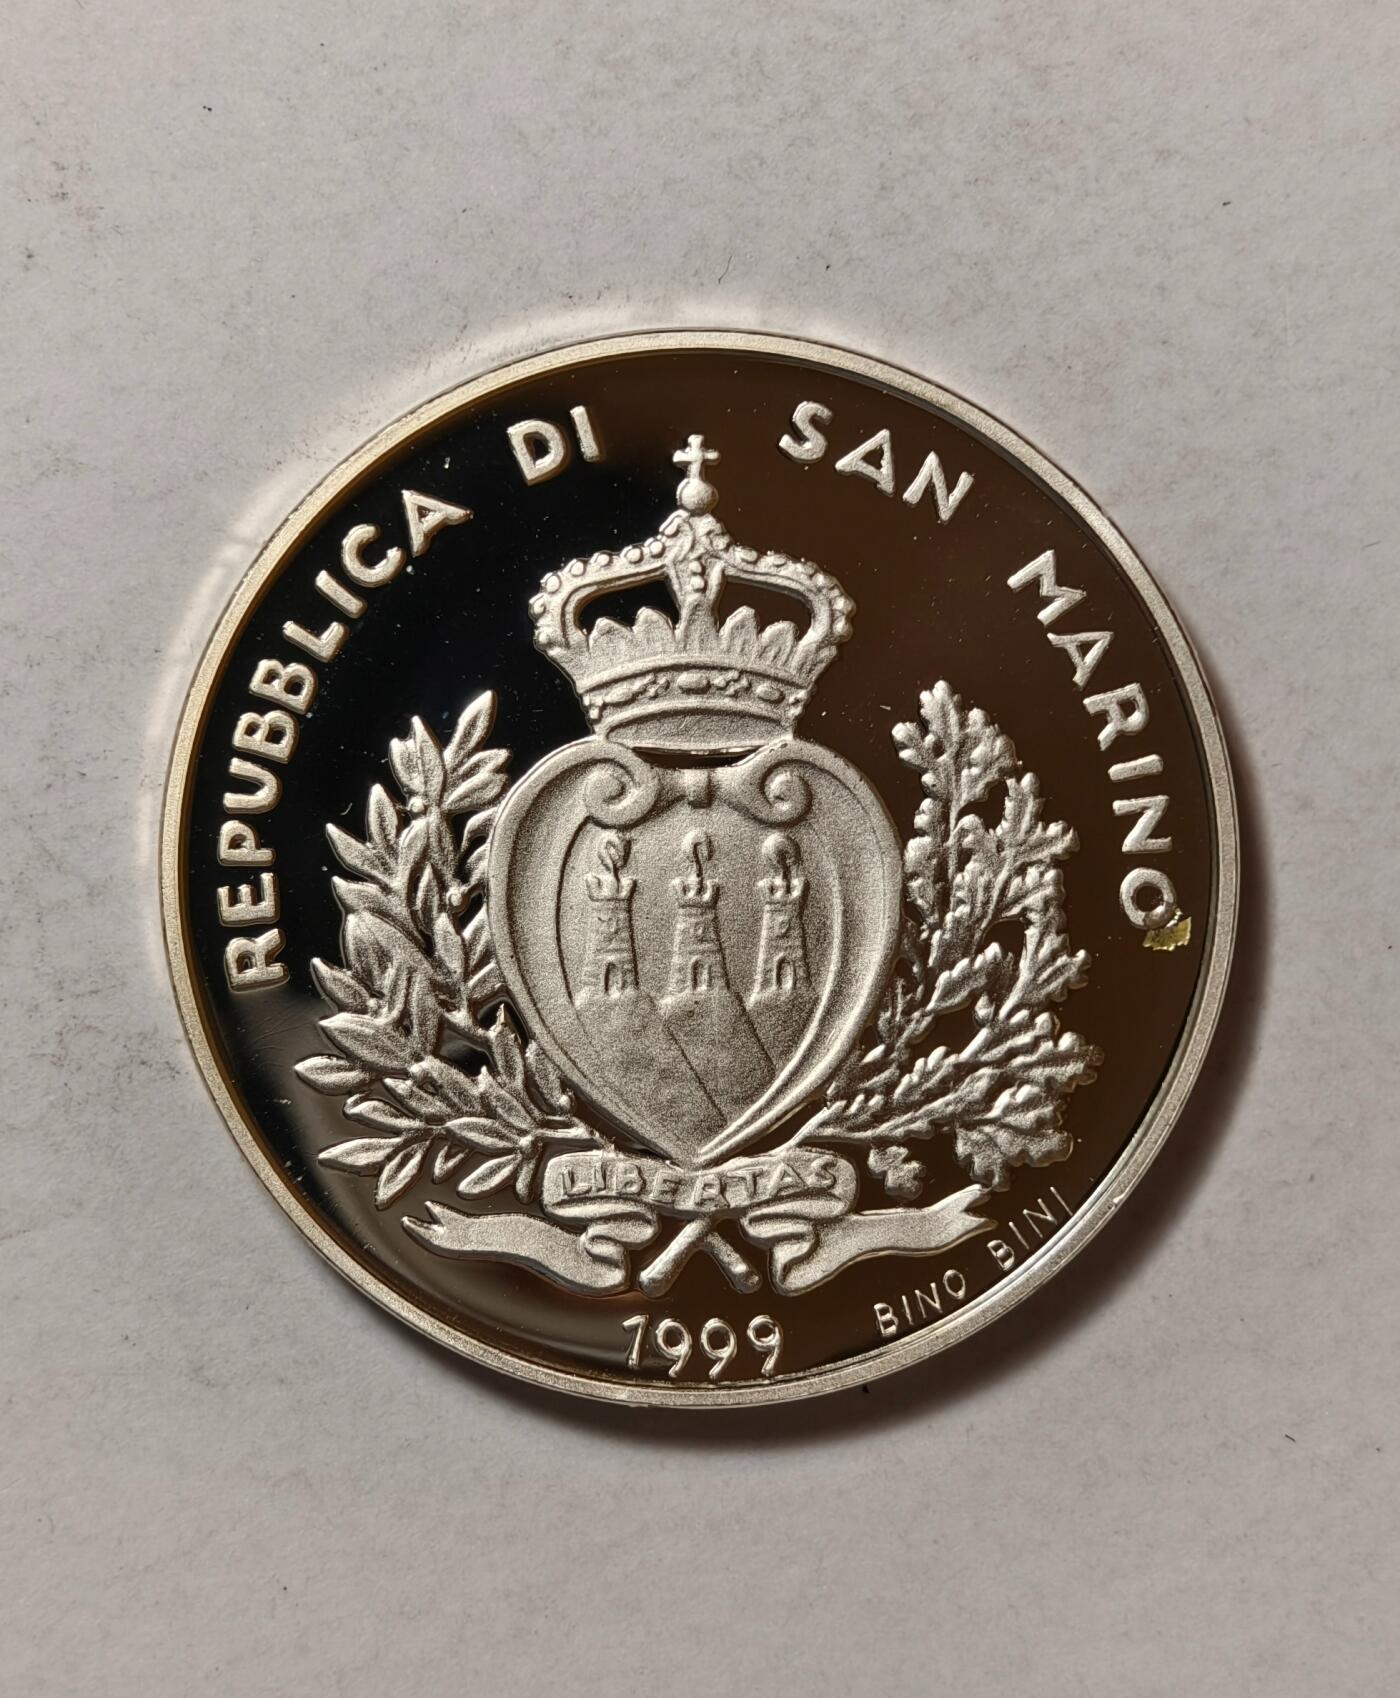 REPUBBLICA DI SAN MARINO
LIBERTAS
BINO BINI
1999